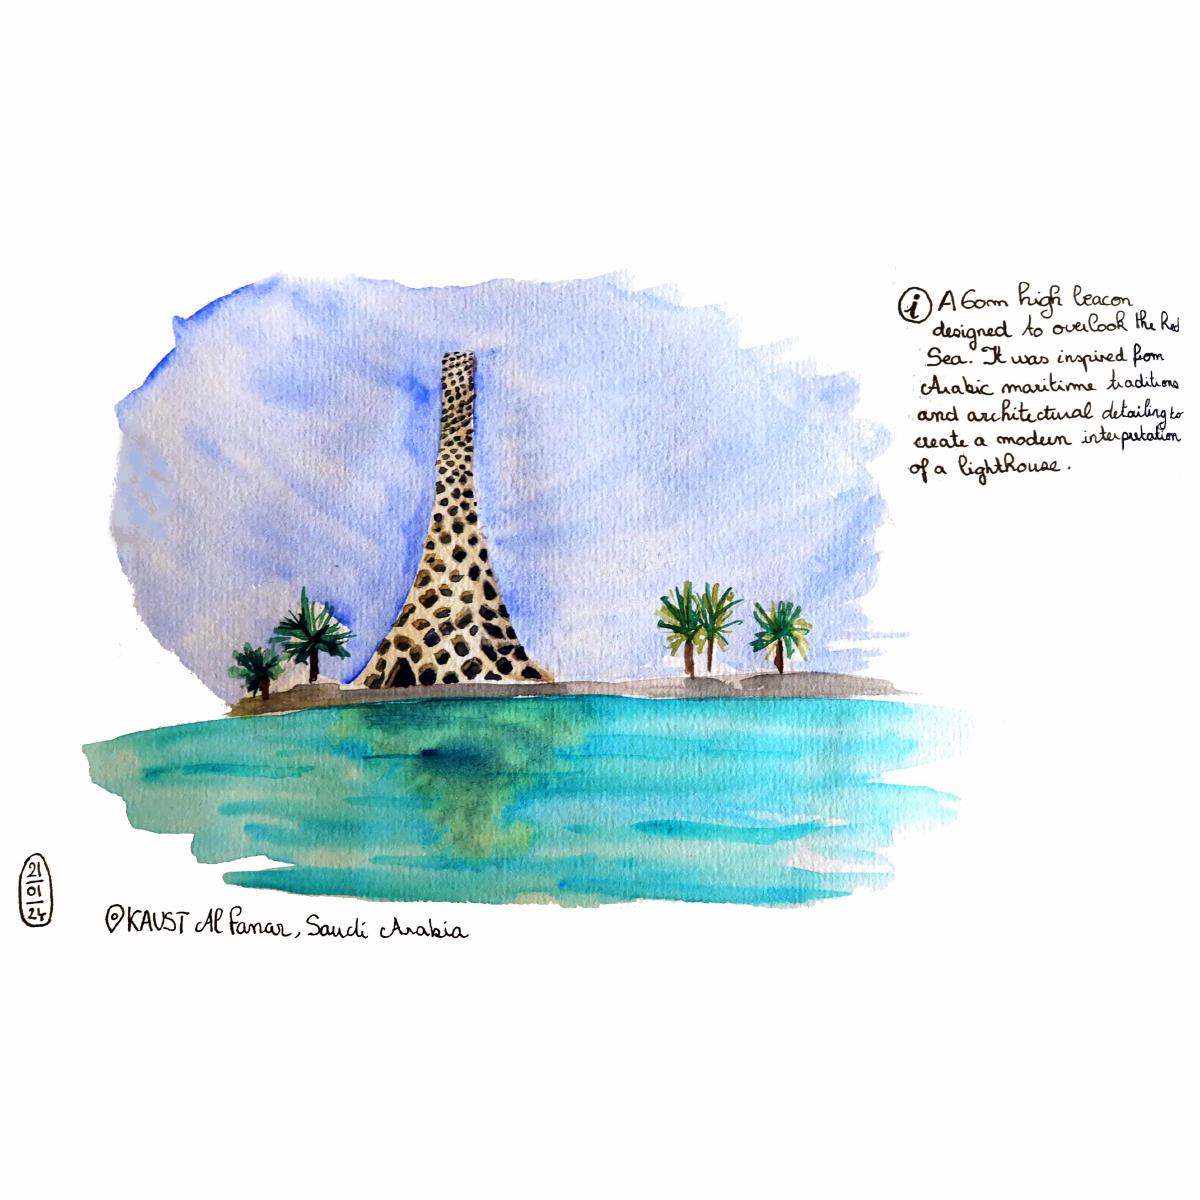 i A 60m high beacon
designed to overlook the Red
Sea. It was inspired from
Arabic maritime traditions
and architectural detailing to
create a modern interpretation
of a lighthouse.
21
01
24
KAUST Al Fanar, Saudi Arabia